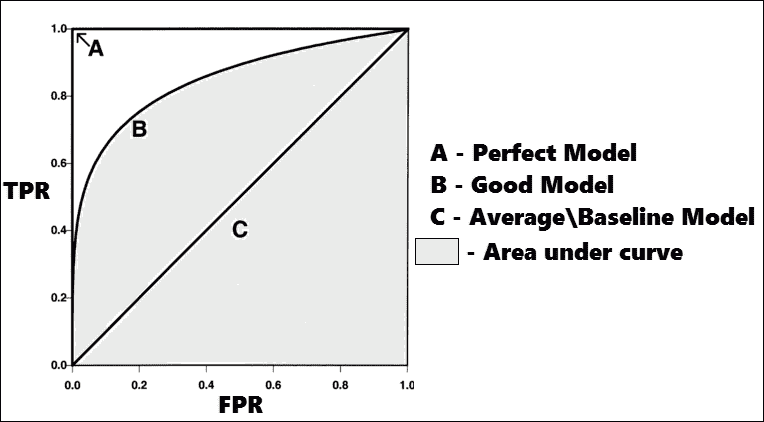 1.0
A
0.8
B
0.6
TPR
0.4
C
0.2
0.0
0.0 0.2 0.4 0.6 0.8 1.0
FPR
A - Perfect Model
B - Good Model
C - Average\Baseline Model
- Area under curve